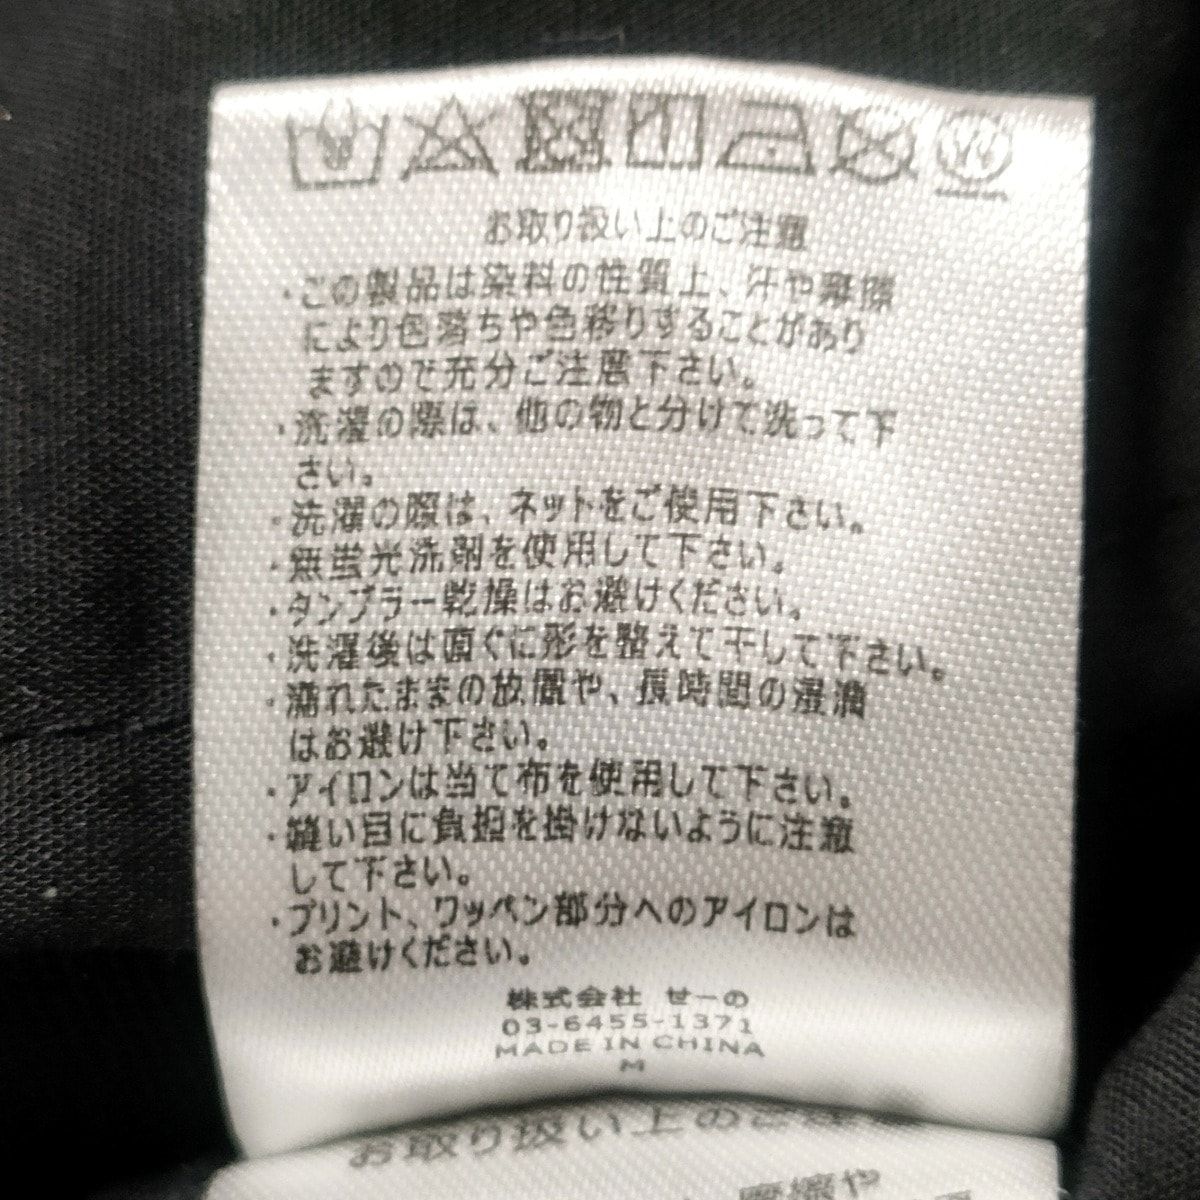 お取り扱い上のご注意
・この製品は染料の性質上、汗や摩擦
により色落ちや色移りすることがあり
ますので充分ご注意下さい。
・洗濯の際は、他の物と分けて洗って下
さい。
・洗濯の際は、ネットをご使用下さい。
・無蛍光洗剤を使用して下さい。
・タンブラー乾燥はお避けください。
・洗濯後は直ぐに形を整えて干して下さい。
・濡れたままの放置や、長時間の湿潤
はお避け下さい。
・アイロンは当て布を使用して下さい。
・縫い目に負担を掛けないように注意
して下さい。
・プリント、ワッペン部分へのアイロンは
お避けください。
株式会社 せーの
03-6455-1371
MADE IN CHINA
M
お取り扱い上のご注意
摩擦や